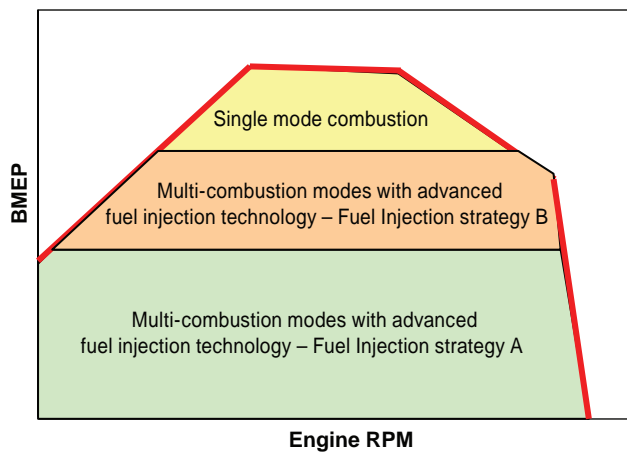 Single mode combustion
Multi-combustion modes with advanced
fuel injection technology – Fuel Injection strategy B
Multi-combustion modes with advanced
fuel injection technology – Fuel Injection strategy A
BMEP
Engine RPM